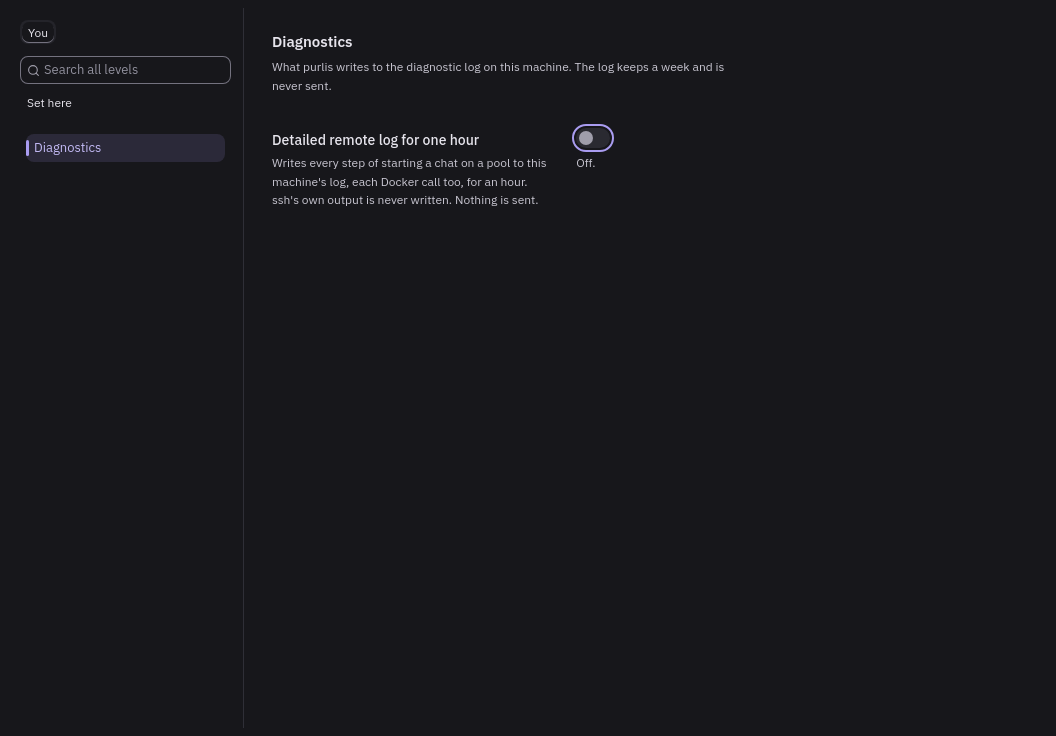 You
Search all levels
Set here
Diagnostics
Diagnostics
What purlis writes to the diagnostic log on this machine. The log keeps a week and is
never sent.
Detailed remote log for one hour
Writes every step of starting a chat on a pool to this
machine's log, each Docker call too, for an hour.
ssh's own output is never written. Nothing is sent.
Off.